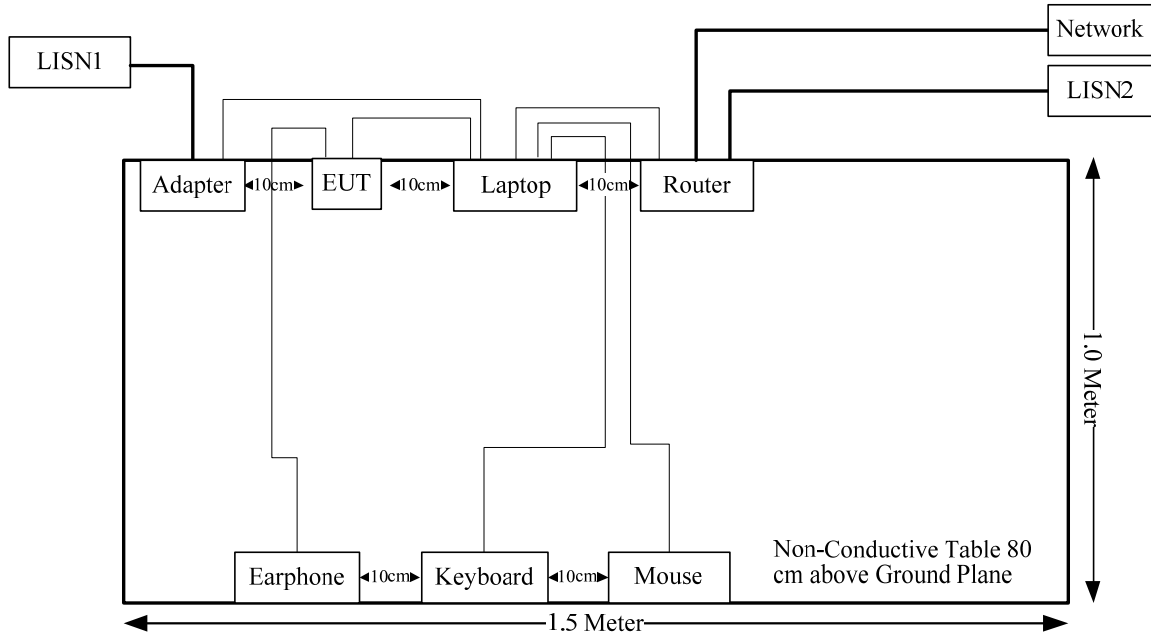 Network
LISN1
LISN2
Adapter
10cm
EUT
10cm
Laptop
10cm
Router
1.0 Meter
Earphone
10cm
Keyboard
10cm
Mouse
Non-Conductive Table 80
cm above Ground Plane
1.5 Meter